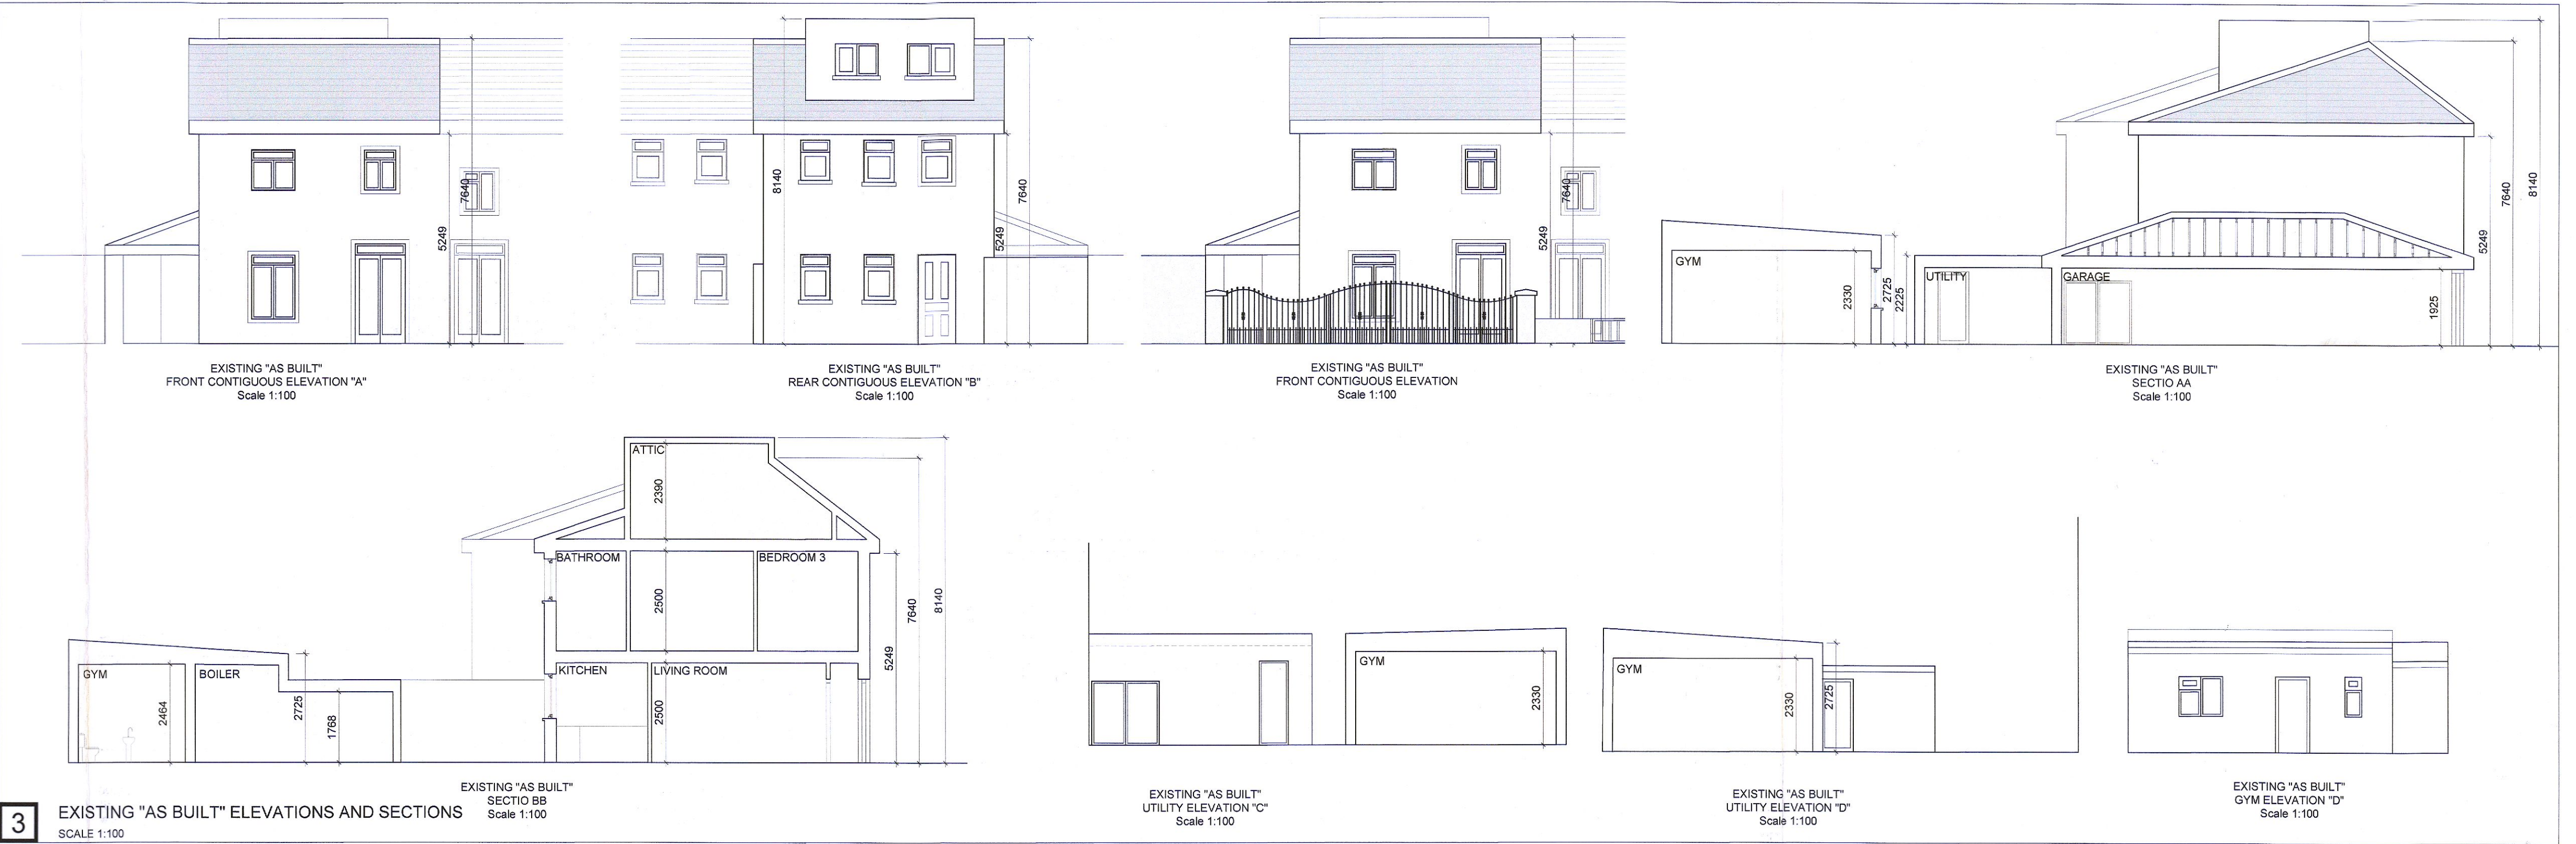 7640
5249
EXISTING "AS BUILT"
FRONT CONTIGUOUS ELEVATION "A"
Scale 1:100
8140
7640
5249
EXISTING "AS BUILT"
REAR CONTIGUOUS ELEVATION "B"
Scale 1:100
7640
5249
EXISTING "AS BUILT"
FRONT CONTIGUOUS ELEVATION
Scale 1:100
GYM
2330
2725
2225
UTILITY
GARAGE
1925
5249
7640
8140
EXISTING "AS BUILT"
SECTIO AA
Scale 1:100
ATTIC
2390
BATHROOM
BEDROOM 3
2500
KITCHEN
LIVING ROOM
2500
5249
7640
8140
GYM
2464
BOILER
2725
1768
EXISTING "AS BUILT"
SECTIO BB
Scale 1:100
GYM
2330
EXISTING "AS BUILT"
UTILITY ELEVATION "C"
Scale 1:100
GYM
2330
2725
EXISTING "AS BUILT"
UTILITY ELEVATION "D"
Scale 1:100
EXISTING "AS BUILT"
GYM ELEVATION "D"
Scale 1:100
3
EXISTING "AS BUILT" ELEVATIONS AND SECTIONS
SCALE 1:100